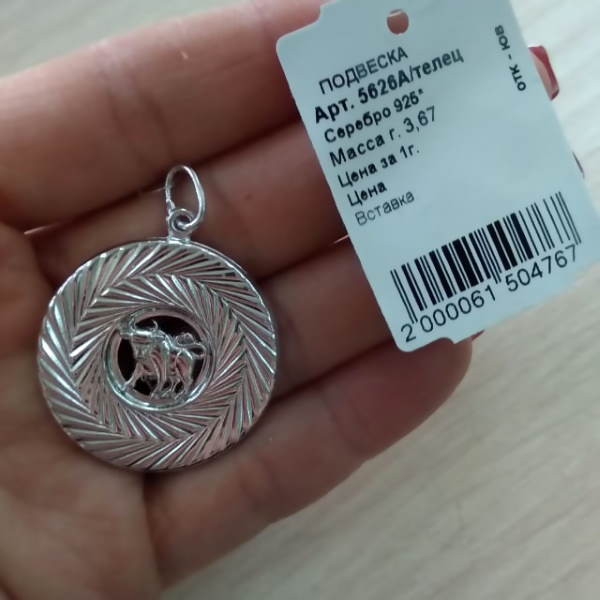 ПОДВЕСКА
Арт. 5626А/телец
Серебро 925*
Масса г. 3,67
Цена за 1г.
Цена
Вставка
ОТК - ЮВ
2 000061 504767